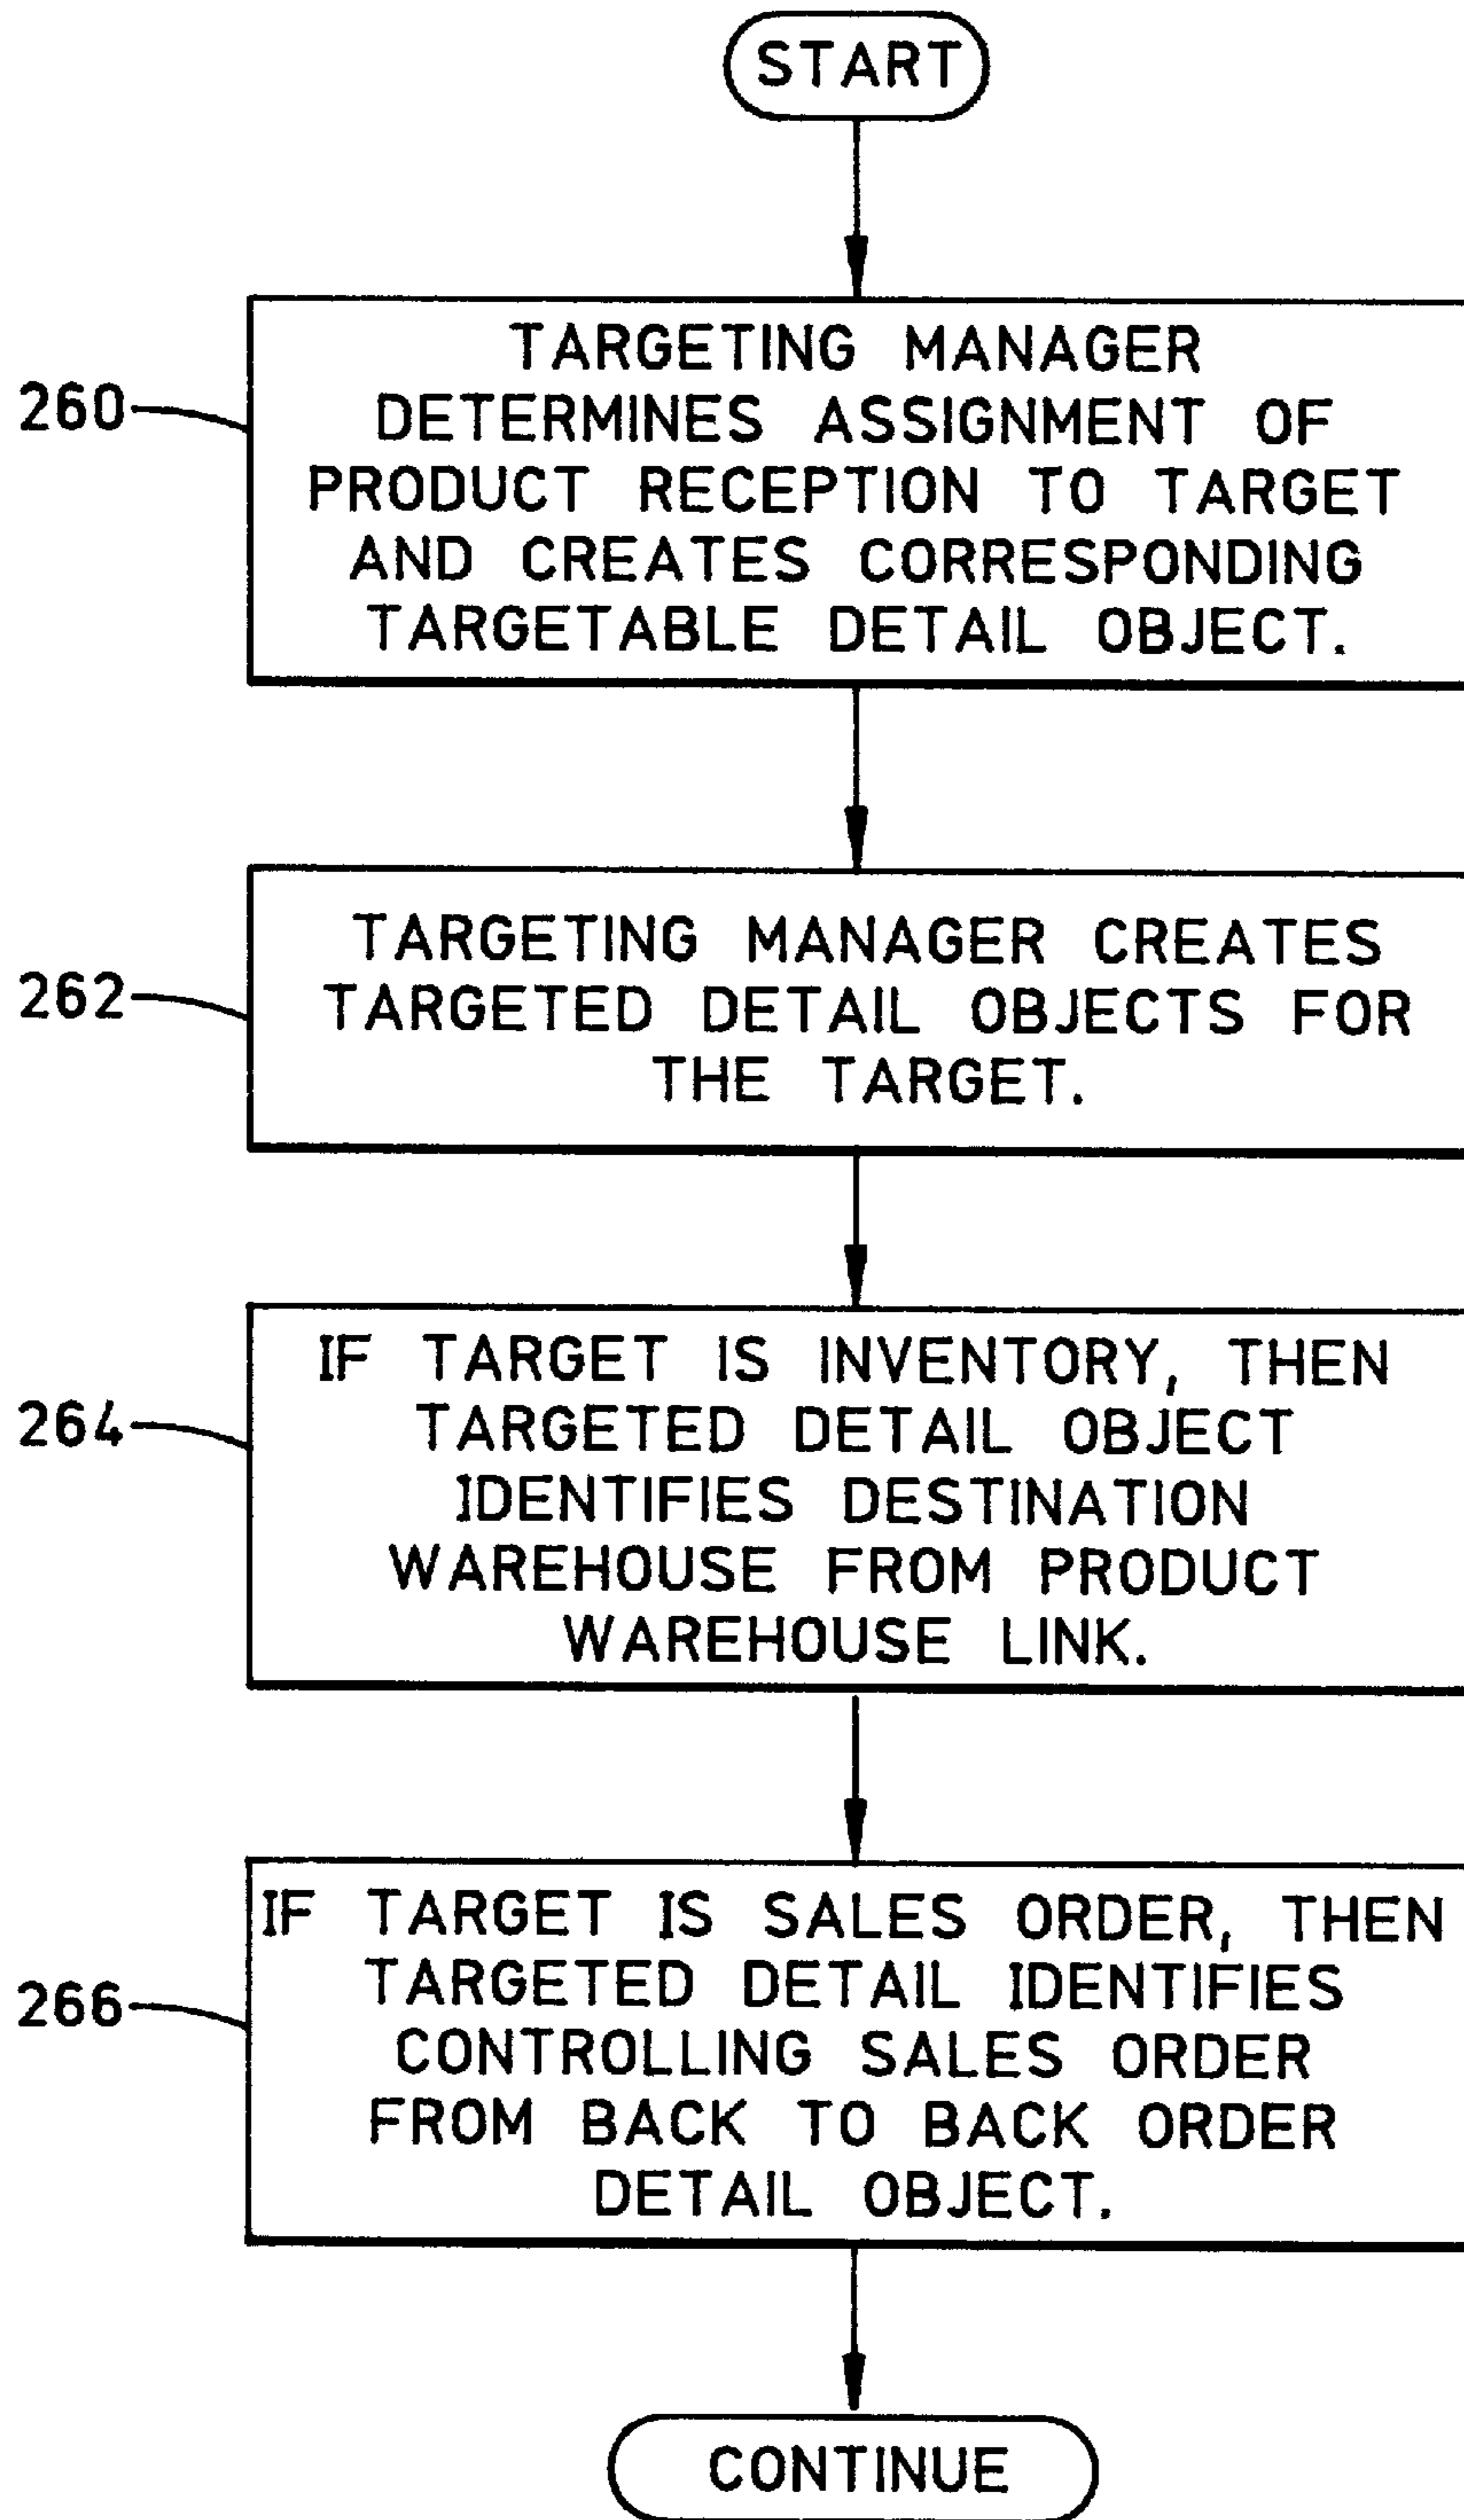 START
260
TARGETING MANAGER
DETERMINES ASSIGNMENT OF
PRODUCT RECEPTION TO TARGET
AND CREATES CORRESPONDING
TARGETABLE DETAIL OBJECT.
262
TARGETING MANAGER CREATES
TARGETED DETAIL OBJECTS FOR
THE TARGET.
264
IF TARGET IS INVENTORY, THEN
TARGETED DETAIL OBJECT
IDENTIFIES DESTINATION
WAREHOUSE FROM PRODUCT
WAREHOUSE LINK.
266
IF TARGET IS SALES ORDER, THEN
TARGETED DETAIL IDENTIFIES
CONTROLLING SALES ORDER
FROM BACK TO BACK ORDER
DETAIL OBJECT.
CONTINUE